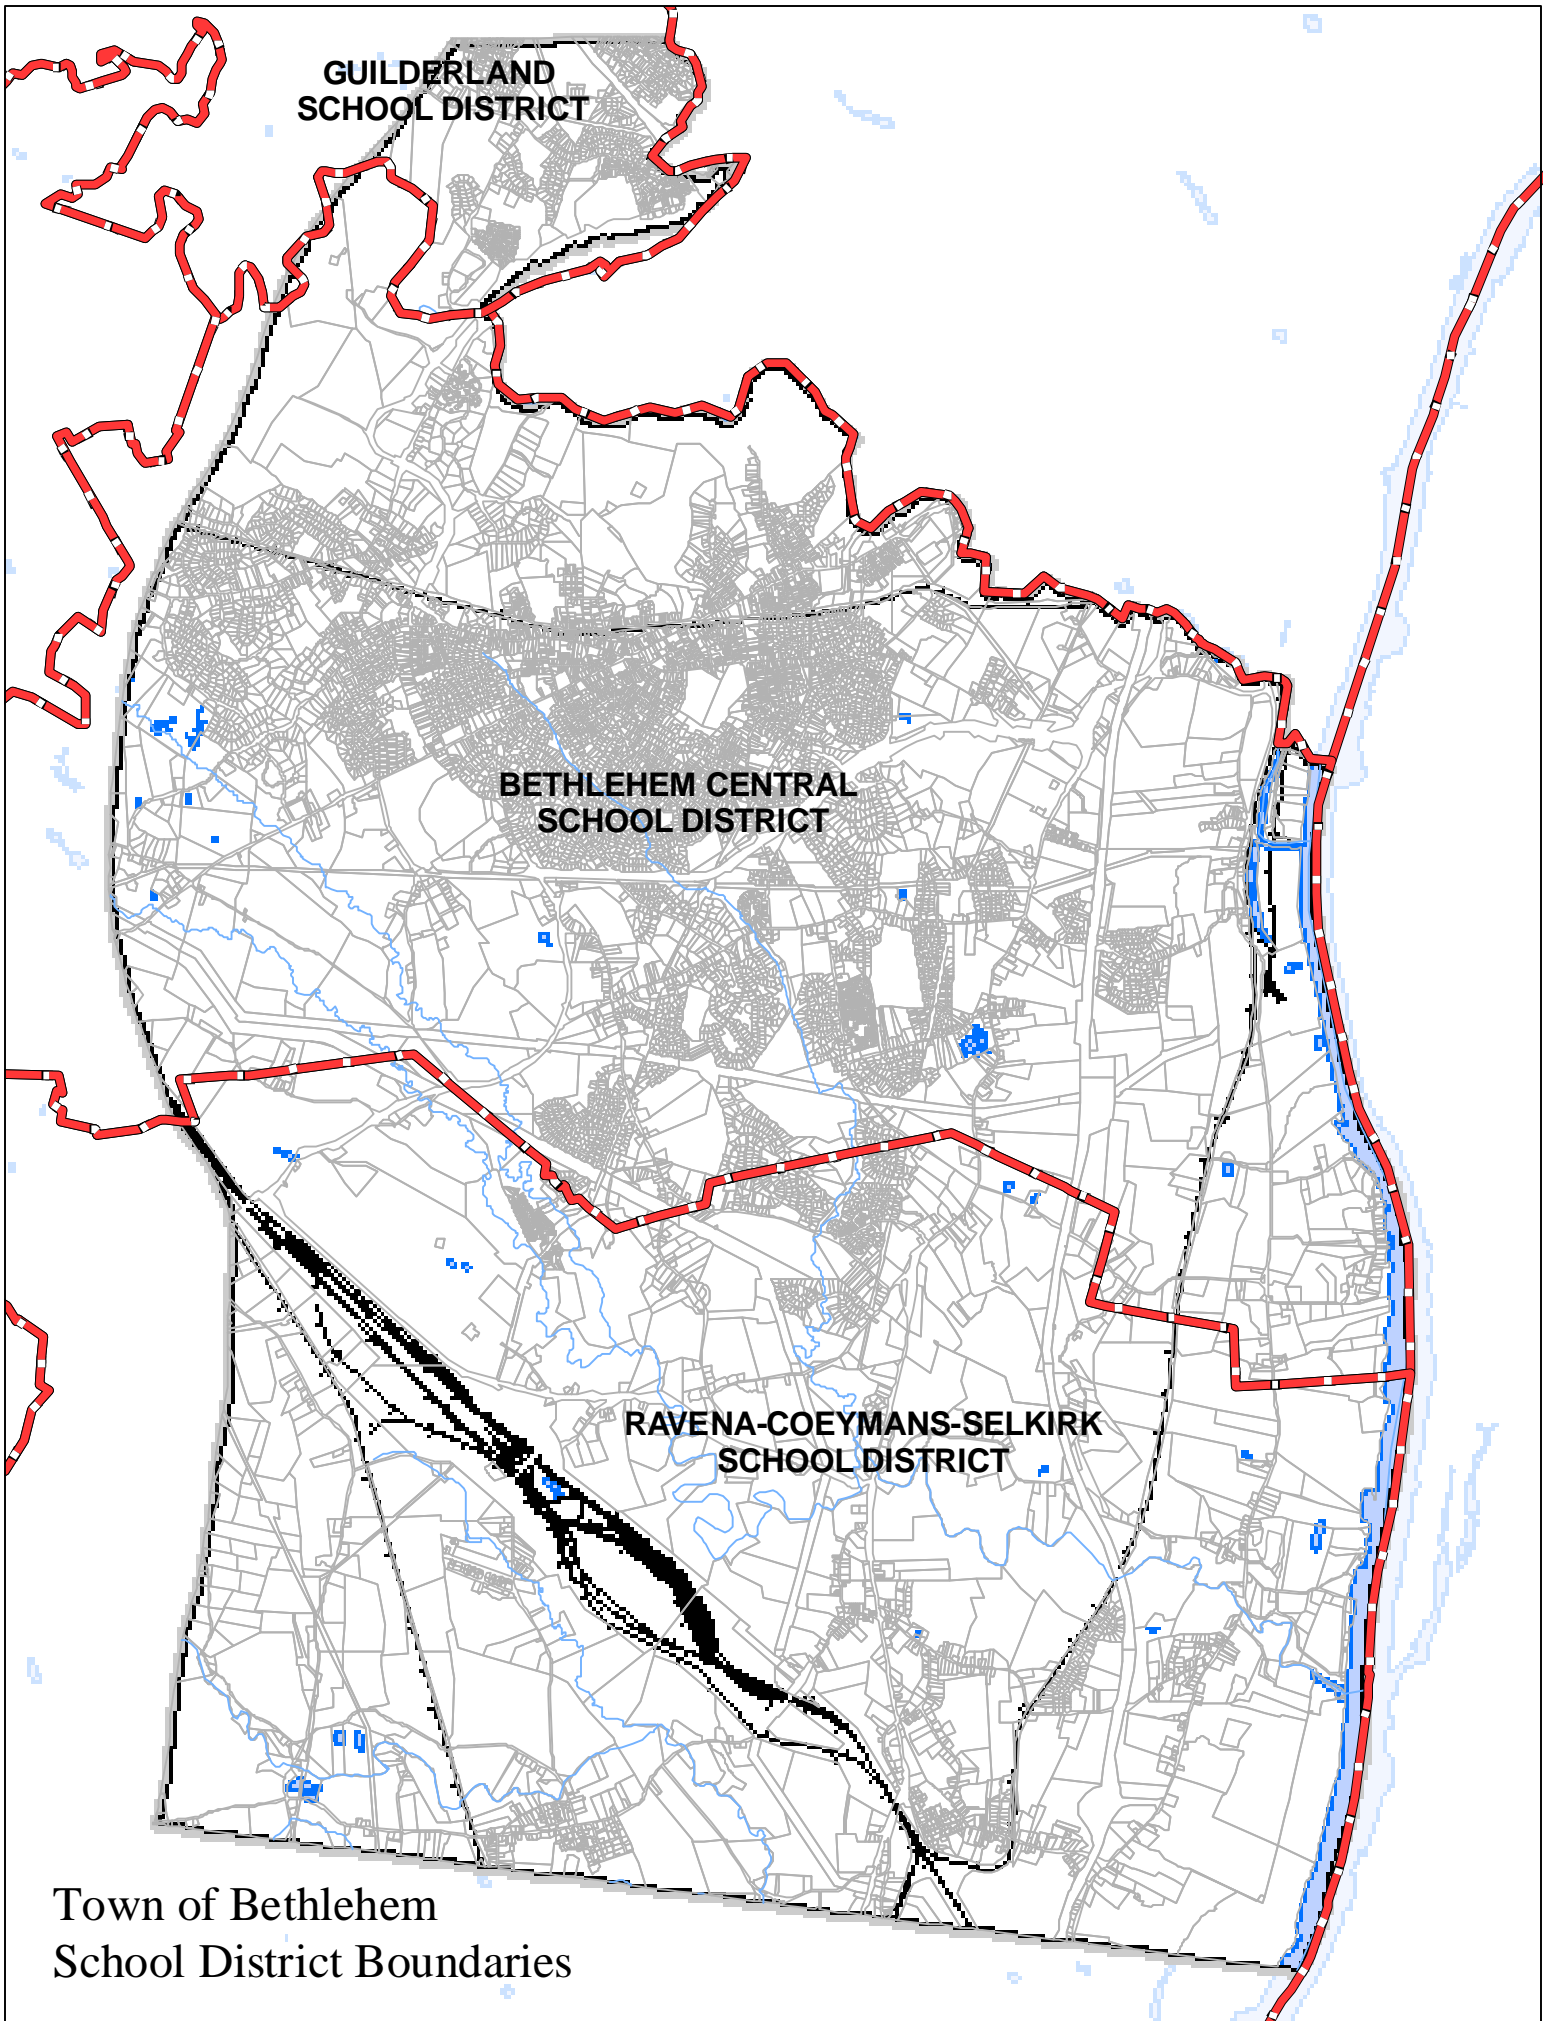 GUILDERLAND
SCHOOL DISTRICT
BETHLEHEM CENTRAL
SCHOOL DISTRICT
RAVENA-COEYMANS-SELKIRK
SCHOOL DISTRICT
Town of Bethlehem
School District Boundaries